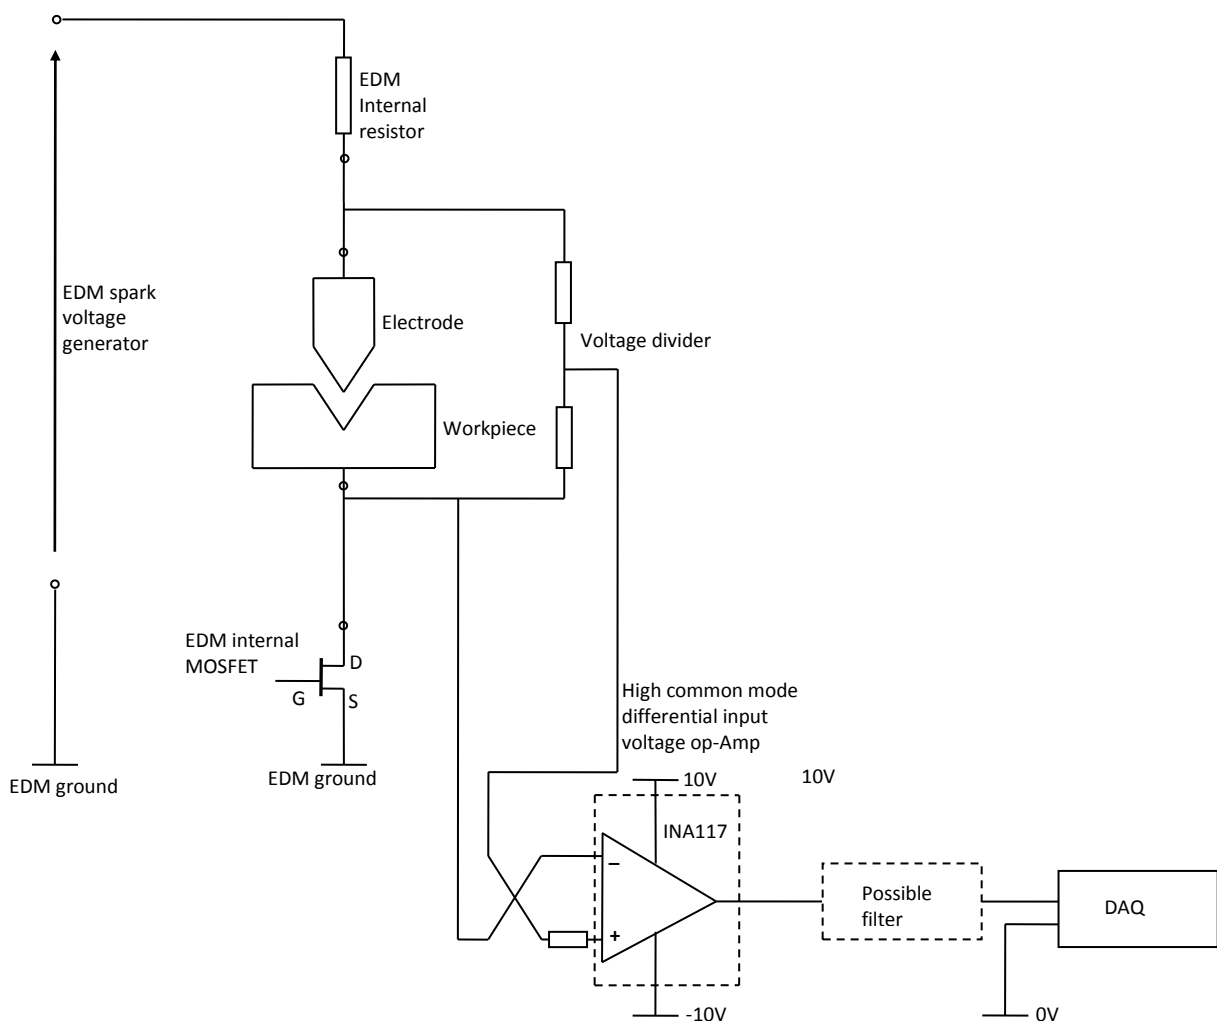 EDM
Internal
resistor
EDM spark
voltage
generator
Electrode
Voltage divider
Workpiece
EDM internal
MOSFET
D
G
S
EDM ground
EDM ground
High common mode
differential input
voltage op-Amp
10V
10V
INA117
–
+
-10V
Possible
filter
DAQ
0V